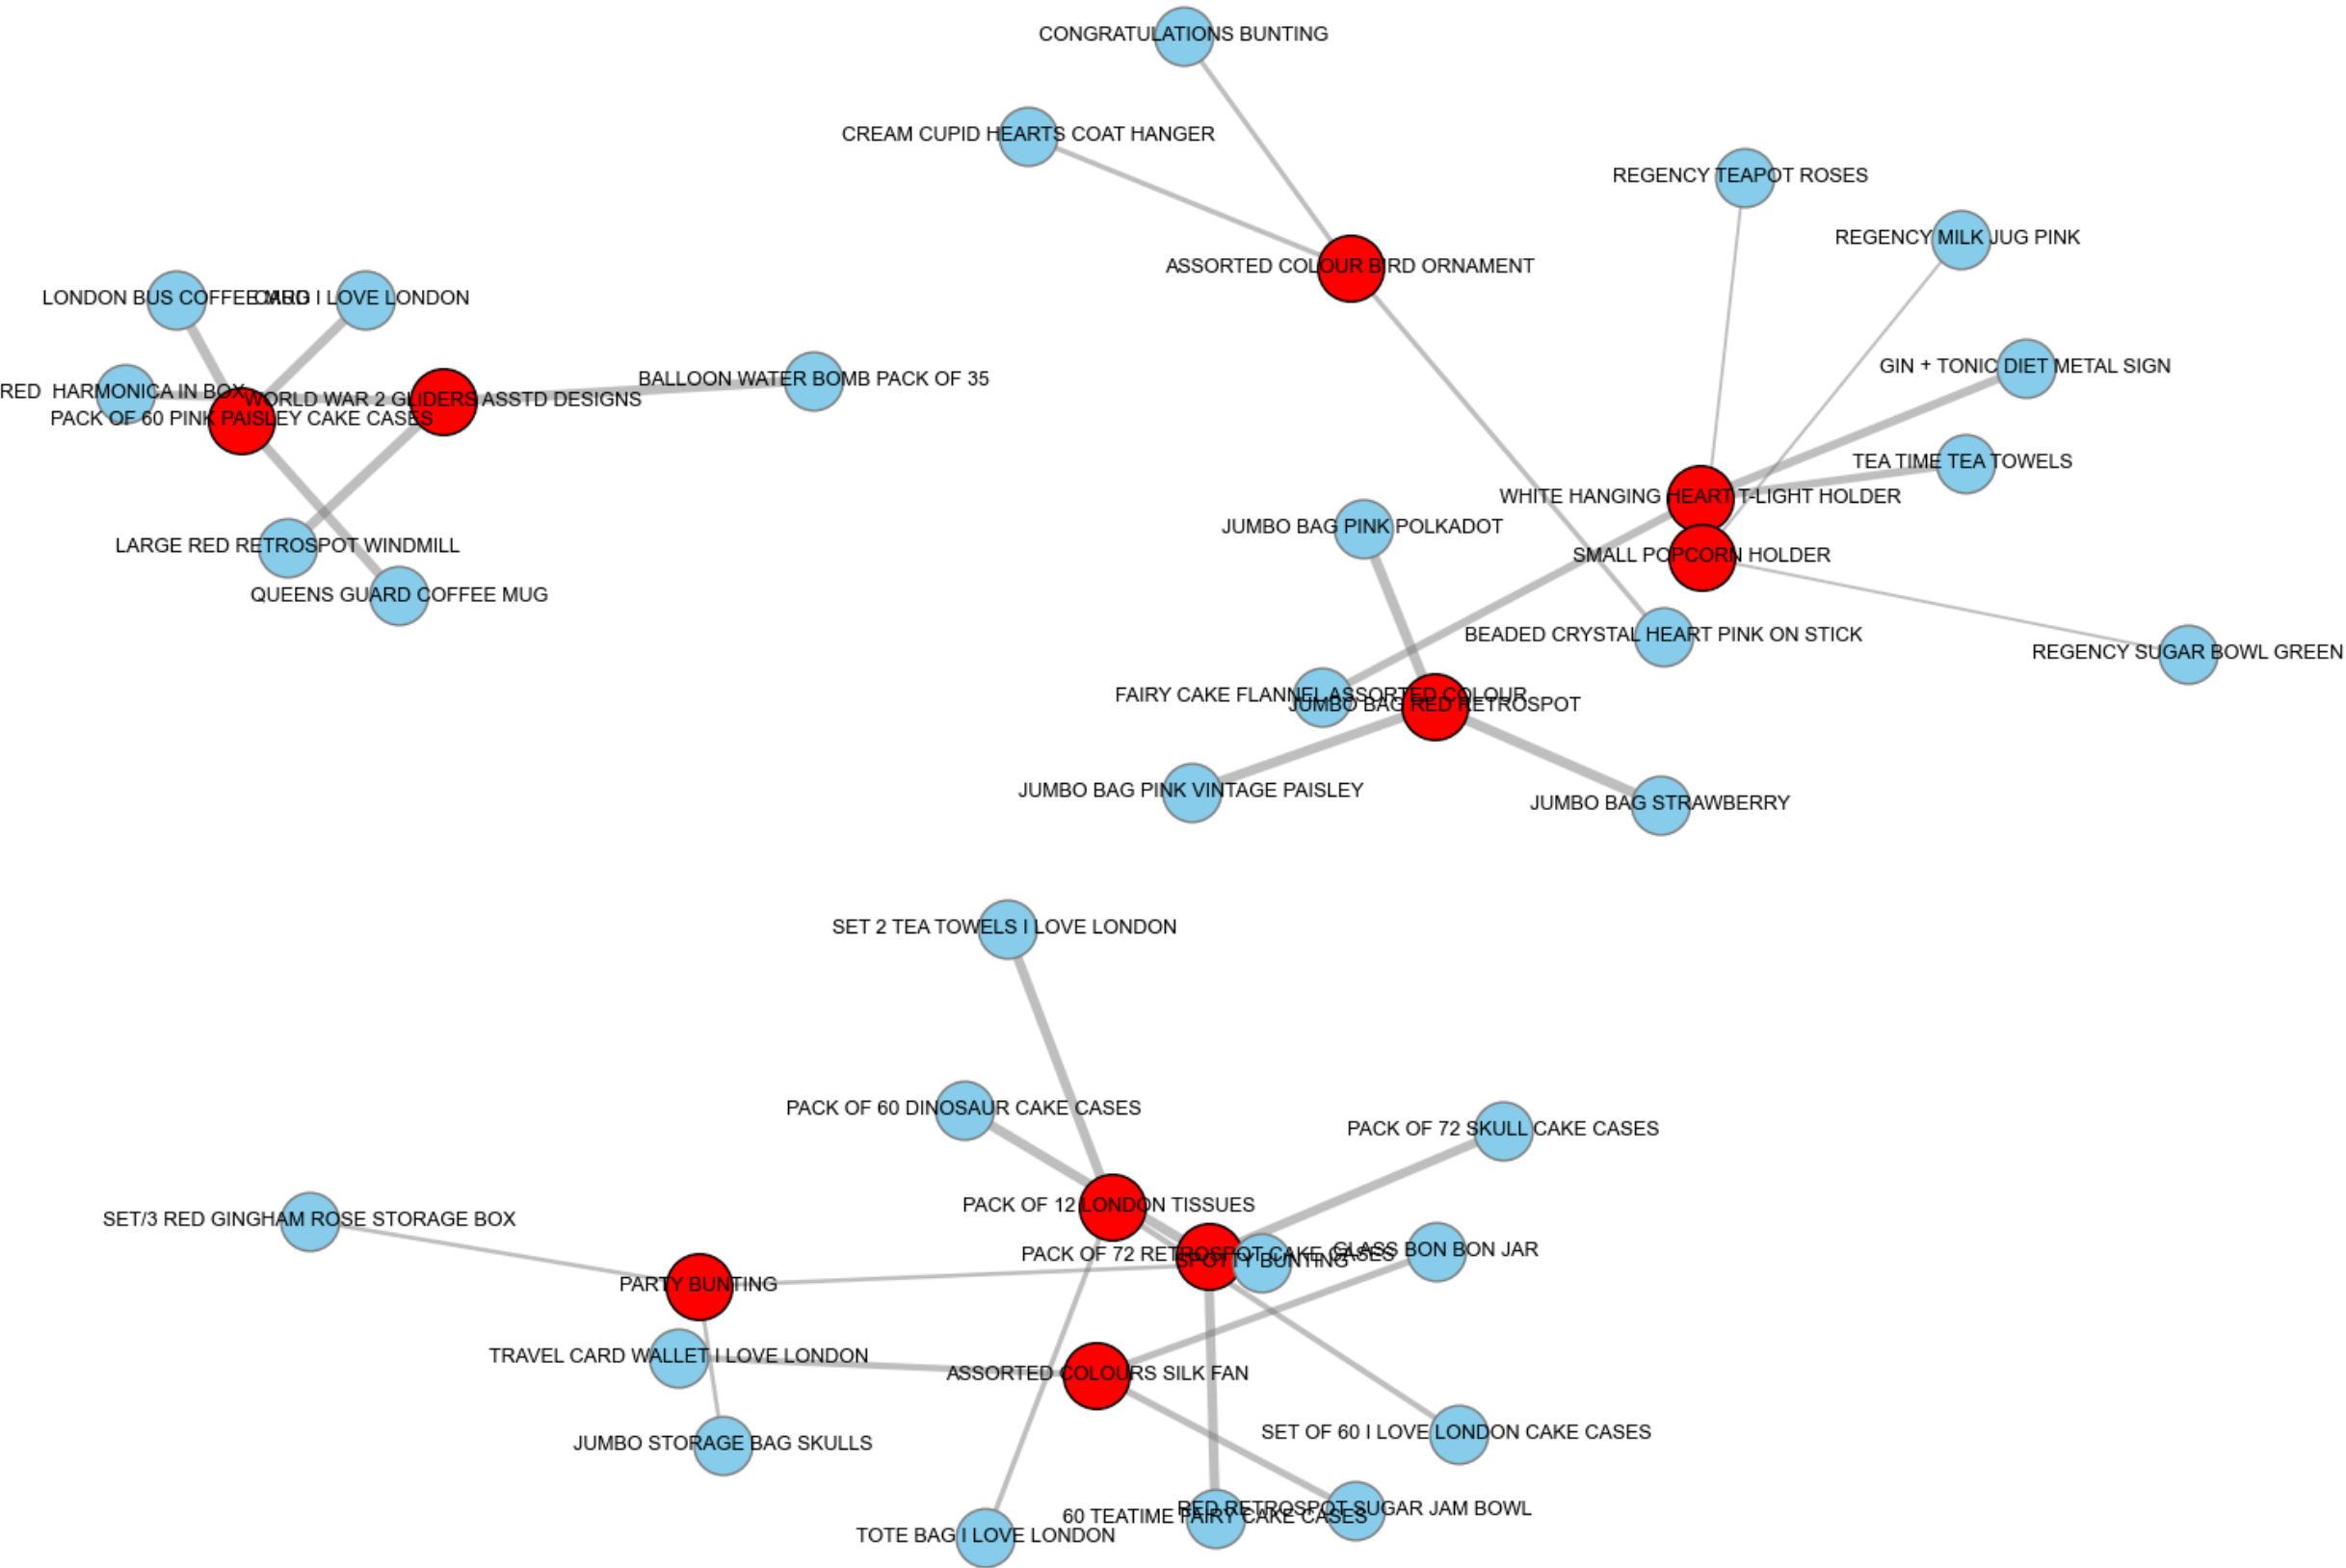 CONGRATULATIONS BUNTING
CREAM CUPID HEARTS COAT HANGER
REGENCY TEAPOT ROSES
REGENCY MILK JUG PINK
ASSORTED COLOUR BIRD ORNAMENT
LONDON BUS COFFEE MUG
CARD I LOVE LONDON
GIN + TONIC DIET METAL SIGN
BALLOON WATER BOMB PACK OF 35
RED  HARMONICA IN BOX
WORLD WAR 2 GLIDERS ASSTD DESIGNS
PACK OF 60 PINK PAISLEY CAKE CASES
TEA TIME TEA TOWELS
WHITE HANGING HEART T-LIGHT HOLDER
JUMBO BAG PINK POLKADOT
LARGE RED RETROSPOT WINDMILL
SMALL POPCORN HOLDER
QUEENS GUARD COFFEE MUG
BEADED CRYSTAL HEART PINK ON STICK
REGENCY SUGAR BOWL GREEN
FAIRY CAKE FLANNEL ASSORTED COLOUR
JUMBO BAG RED RETROSPOT
JUMBO BAG PINK VINTAGE PAISLEY
JUMBO BAG STRAWBERRY
SET 2 TEA TOWELS I LOVE LONDON
PACK OF 60 DINOSAUR CAKE CASES
PACK OF 72 SKULL CAKE CASES
PACK OF 12 LONDON TISSUES
SET/3 RED GINGHAM ROSE STORAGE BOX
PACK OF 72 RETROSPOT CAKE CASES
GLASS BON BON JAR
SPOTTY BUNTING
PARTY BUNTING
TRAVEL CARD WALLET I LOVE LONDON
ASSORTED COLOURS SILK FAN
SET OF 60 I LOVE LONDON CAKE CASES
JUMBO STORAGE BAG SKULLS
RED RETROSPOT SUGAR JAM BOWL
60 TEATIME FAIRY CAKE CASES
TOTE BAG I LOVE LONDON